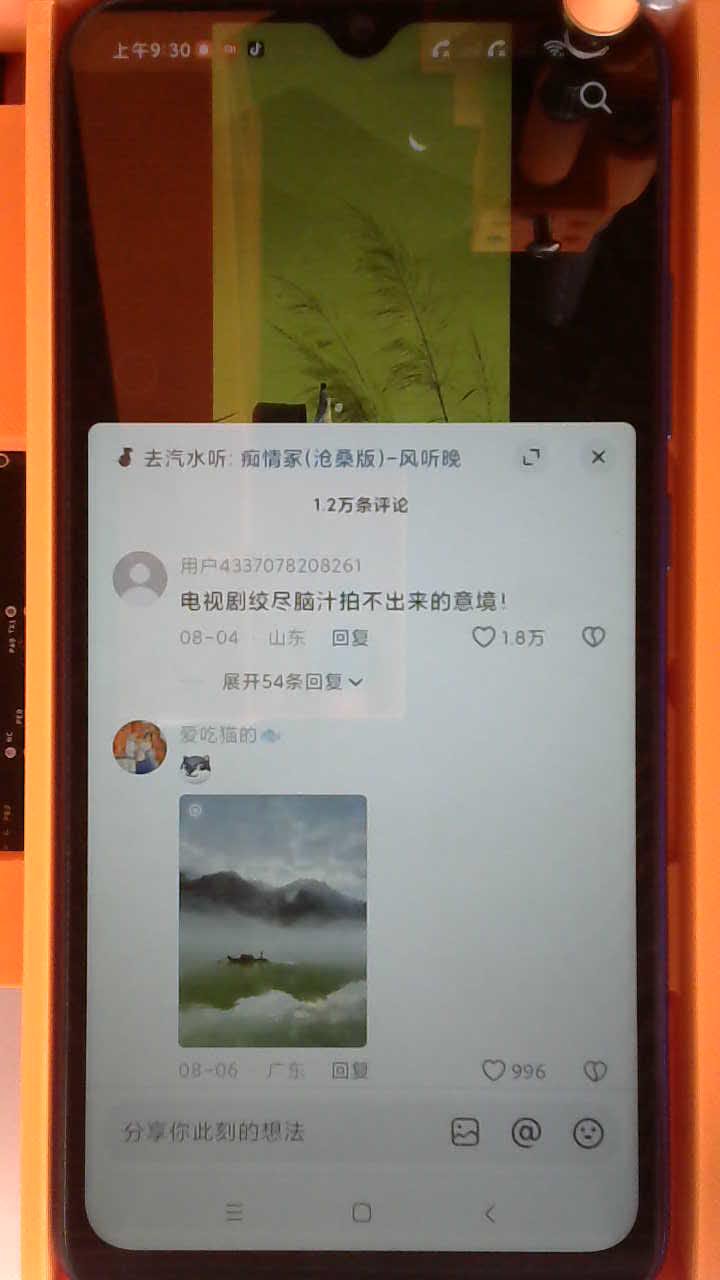 上午9:30
去汽水听: 痴情冢(沧桑版)-风听晚
1.2万条评论
用户4337078208261
电视剧绞尽脑汁拍不出来的意境!
08-04 · 山东 回复 1.8万
展开54条回复
爱吃猫的🐟
08-06 · 广东 回复 996
分享你此刻的想法